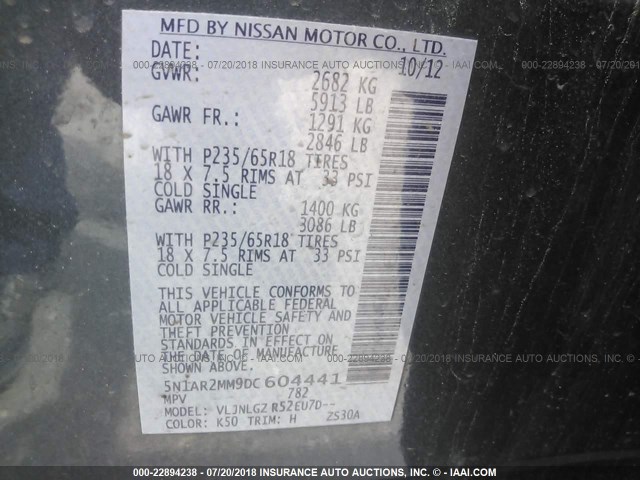 MFD BY NISSAN MOTOR CO., LTD.
DATE: 10/12
GVWR: 2682 KG
5913 LB
GAWR FR.: 1291 KG
2846 LB
WITH P235/65R18 TIRES
18 X 7.5 RIMS AT 33 PSI
COLD SINGLE
GAWR RR.: 1400 KG
3086 LB
WITH P235/65R18 TIRES
18 X 7.5 RIMS AT 33 PSI
COLD SINGLE
THIS VEHICLE CONFORMS TO
ALL APPLICABLE FEDERAL
MOTOR VEHICLE SAFETY AND
THEFT PREVENTION
STANDARDS IN EFFECT ON
THE DATE OF MANUFACTURE
SHOWN ABOVE.
5N1AR2MM9DC604441
MPV 782
MODEL: VLJNLGZ R52EU7D--
COLOR: K50 TRIM: H 2S30A
000-22894238 - 07/20/2018 INSURANCE AUTO AUCTIONS - IAAI.COM